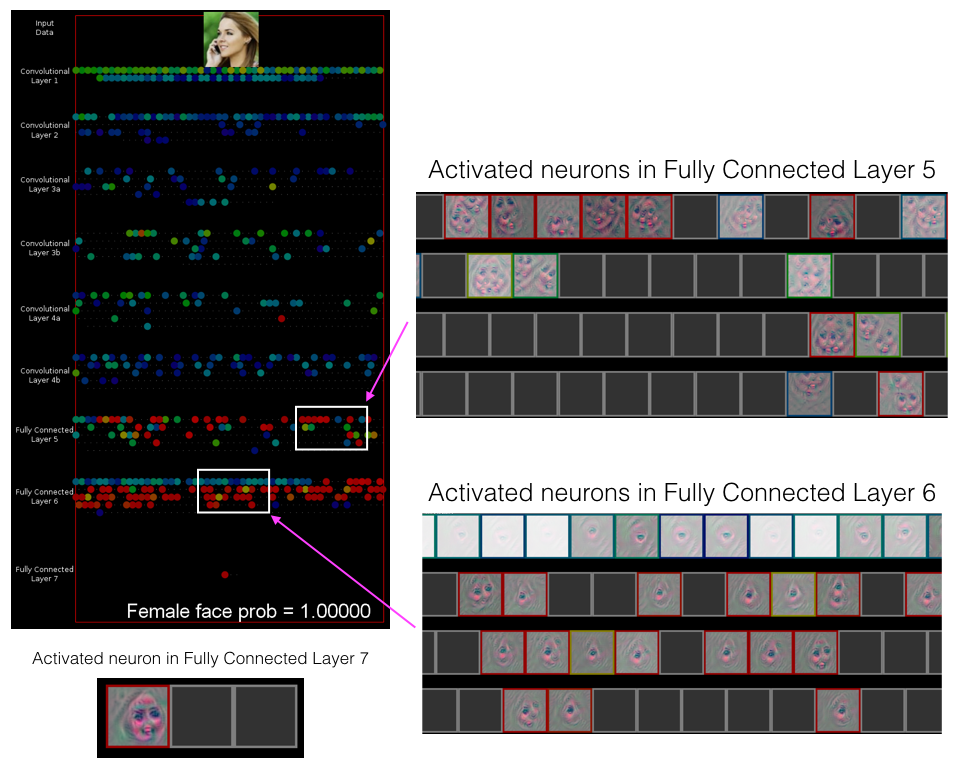 Input
Data
Convolutional
Layer 1
Convolutional
Layer 2
Convolutional
Layer 3a
Convolutional
Layer 3b
Convolutional
Layer 4a
Convolutional
Layer 4b
Fully Connected
Layer 5
Fully Connected
Layer 6
Fully Connected
Layer 7
Female face prob = 1.00000
Activated neuron in Fully Connected Layer 7
Activated neurons in Fully Connected Layer 5
Activated neurons in Fully Connected Layer 6